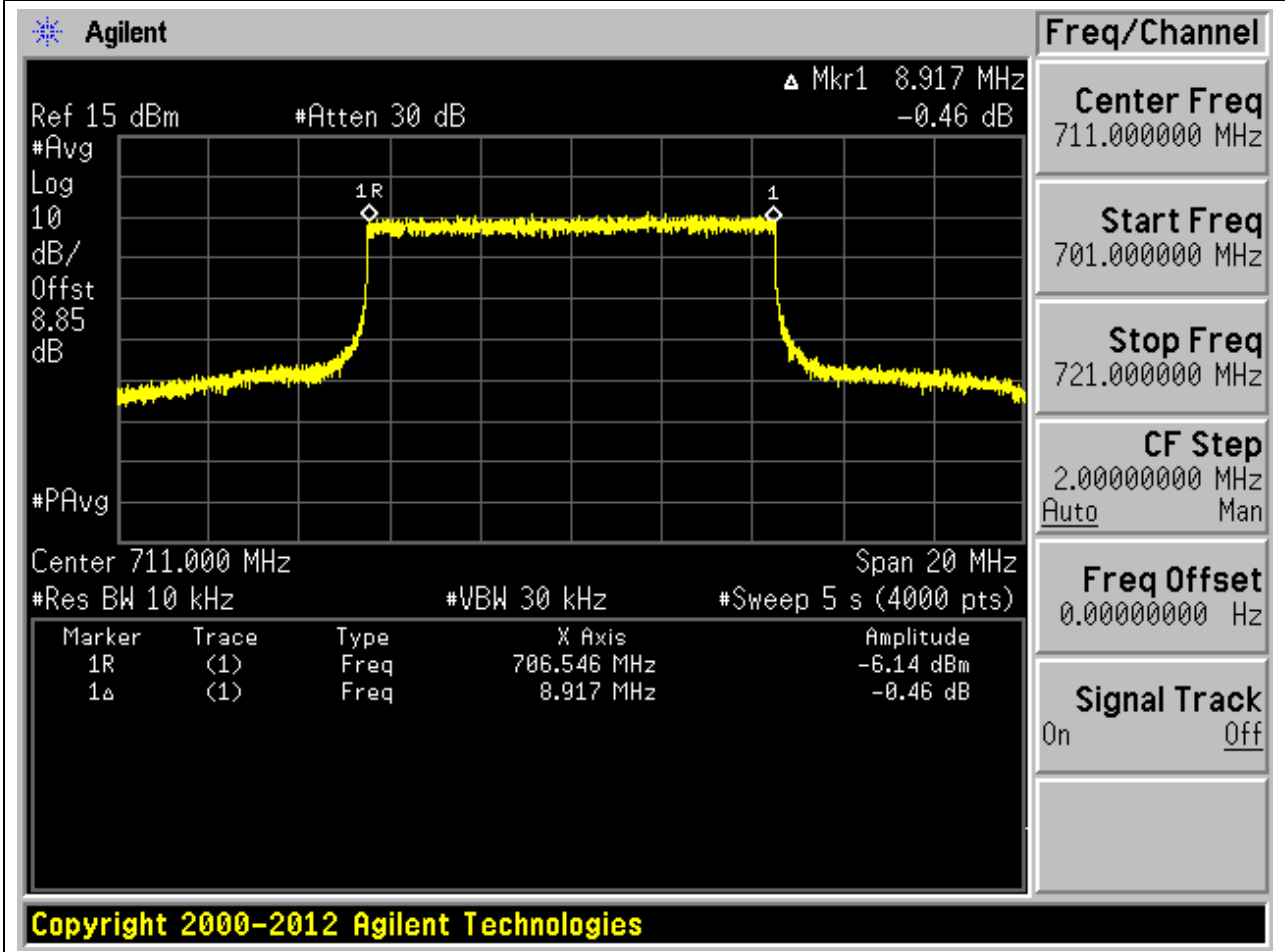 Agilent
Freq/Channel
Δ Mkr1 8.917 MHz
Ref 15 dBm #Atten 30 dB -0.46 dB
#Avg
Log
10
dB/
Offst
8.85
dB
#PAvg
1R
1
Center 711.000 MHz Span 20 MHz
#Res BW 10 kHz #VBW 30 kHz #Sweep 5 s (4000 pts)
Marker Trace Type X Axis Amplitude
1R (1) Freq 706.546 MHz -6.14 dBm
1Δ (1) Freq 8.917 MHz -0.46 dB
Center Freq
711.000000 MHz
Start Freq
701.000000 MHz
Stop Freq
721.000000 MHz
CF Step
2.00000000 MHz
Auto Man
Freq Offset
0.00000000 Hz
Signal Track
On Off
Copyright 2000-2012 Agilent Technologies